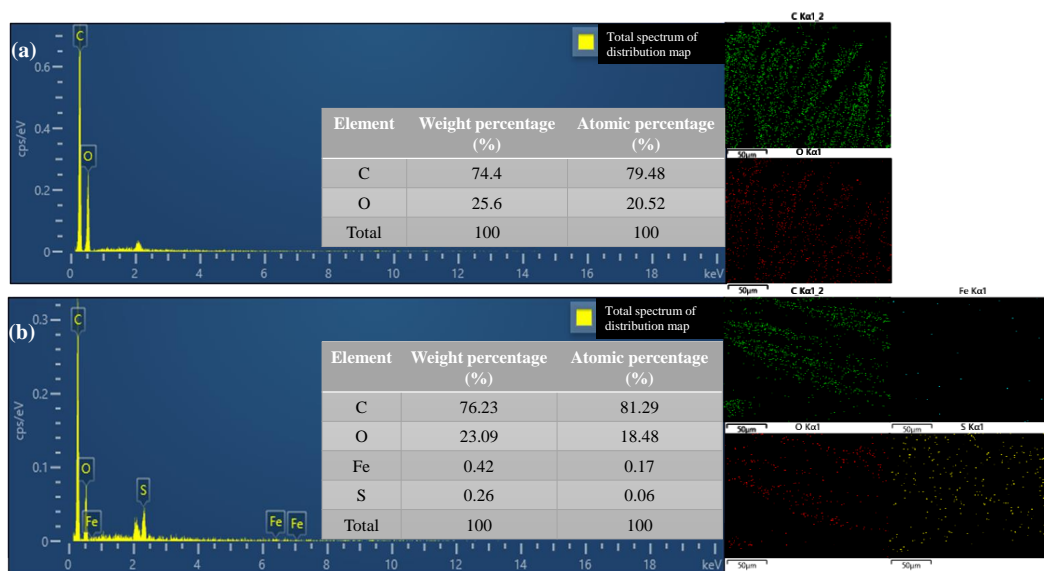 (a)
C
O
cps/eV
0.6
0.4
0.2
0
0 2 4 6 8 10 12 14 16 18 keV
Total spectrum of
distribution map
Element Weight percentage (%) Atomic percentage (%)
C 74.4 79.48
O 25.6 20.52
Total 100 100
C Kα1_2
50μm
O Kα1
50μm
(b)
C
O
Fe
S
Fe
Fe
cps/eV
0.3
0.2
0.1
0
0 2 4 6 8 10 12 14 16 18 keV
Total spectrum of
distribution map
Element Weight percentage (%) Atomic percentage (%)
C 76.23 81.29
O 23.09 18.48
Fe 0.42 0.17
S 0.26 0.06
Total 100 100
C Kα1_2
50μm
Fe Kα1
50μm
O Kα1
50μm
S Kα1
50μm